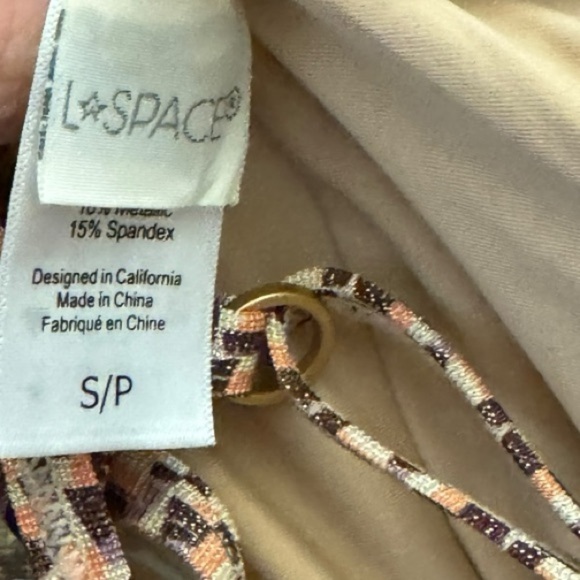 L☆SPACE®
15% Spandex
Designed in California
Made in China
Fabriqué en Chine
S/P